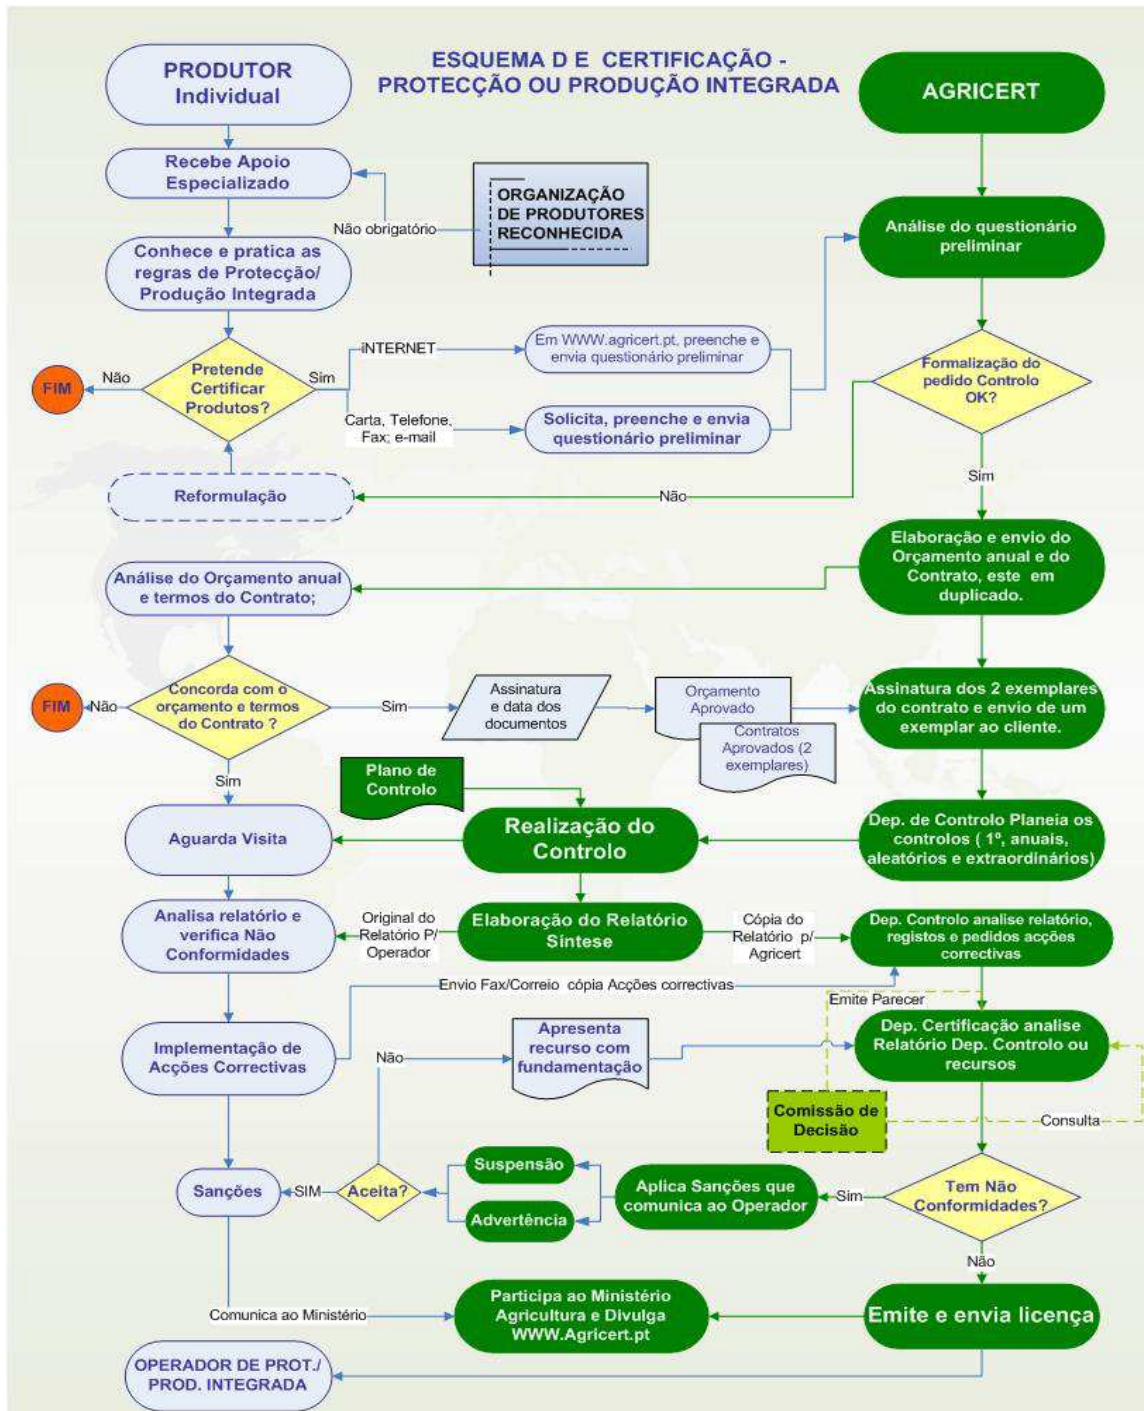 ESQUEMA D E CERTIFICAÇÃO -
PROTECÇÃO OU PRODUÇÃO INTEGRADA
PRODUTOR
Individual
AGRICERT
Recebe Apoio
Especializado
ORGANIZAÇÃO
DE PRODUTORES
RECONHECIDA
Não obrigatório
Análise do questionário
preliminar
Conhece e pratica as
regras de Protecção/
Produção Integrada
INTERNET
Em WWW.agricert.pt, preenche e
envia questionário preliminar
FIM
Não
Pretende
Certificar
Produtos?
Sim
Formalização do
pedido Controlo
OK?
Carta, Telefone,
Fax; e-mail
Solicita, preenche e envia
questionário preliminar
Reformulação
Não
Sim
Elaboração e envio do
Orçamento anual e do
Contrato, este em
duplicado.
Análise do Orçamento anual
e termos do Contrato;
FIM
Não
Concorda com o
orçamento e termos
do Contrato ?
Sim
Assinatura
e data dos
documentos
Orçamento
Aprovado
Contratos
Aprovados (2
exemplares)
Assinatura dos 2 exemplares
do contrato e envio de um
exemplar ao cliente.
Sim
Plano de
Controlo
Aguarda Visita
Realização do
Controlo
Dep. de Controlo Planeia os
controlos ( 1º, anuais,
aleatórios e extraordinários)
Analisa relatório e
verifica Não
Conformidades
Original do
Relatório P/
Operador
Elaboração do Relatório
Síntese
Cópia do
Relatório p/
Agricert
Dep. Controlo analise relatório,
registos e pedidos acções
correctivas
Envio Fax/Correio cópia Acções correctivas
Emite Parecer
Implementação de
Acções Correctivas
Não
Apresenta
recurso com
fundamentação
Dep. Certificação analise
Relatório Dep. Controlo ou
recursos
Comissão de
Decisão
Consulta
Sanções
SIM
Aceita?
Suspensão
Advertência
Aplica Sanções que
comunica ao Operador
Sim
Tem Não
Conformidades?
Não
Comunica ao Ministério
Participa ao Ministério
Agricultura e Divulga
WWW.Agricert.pt
Emite e envia licença
OPERADOR DE PROT./
PROD. INTEGRADA